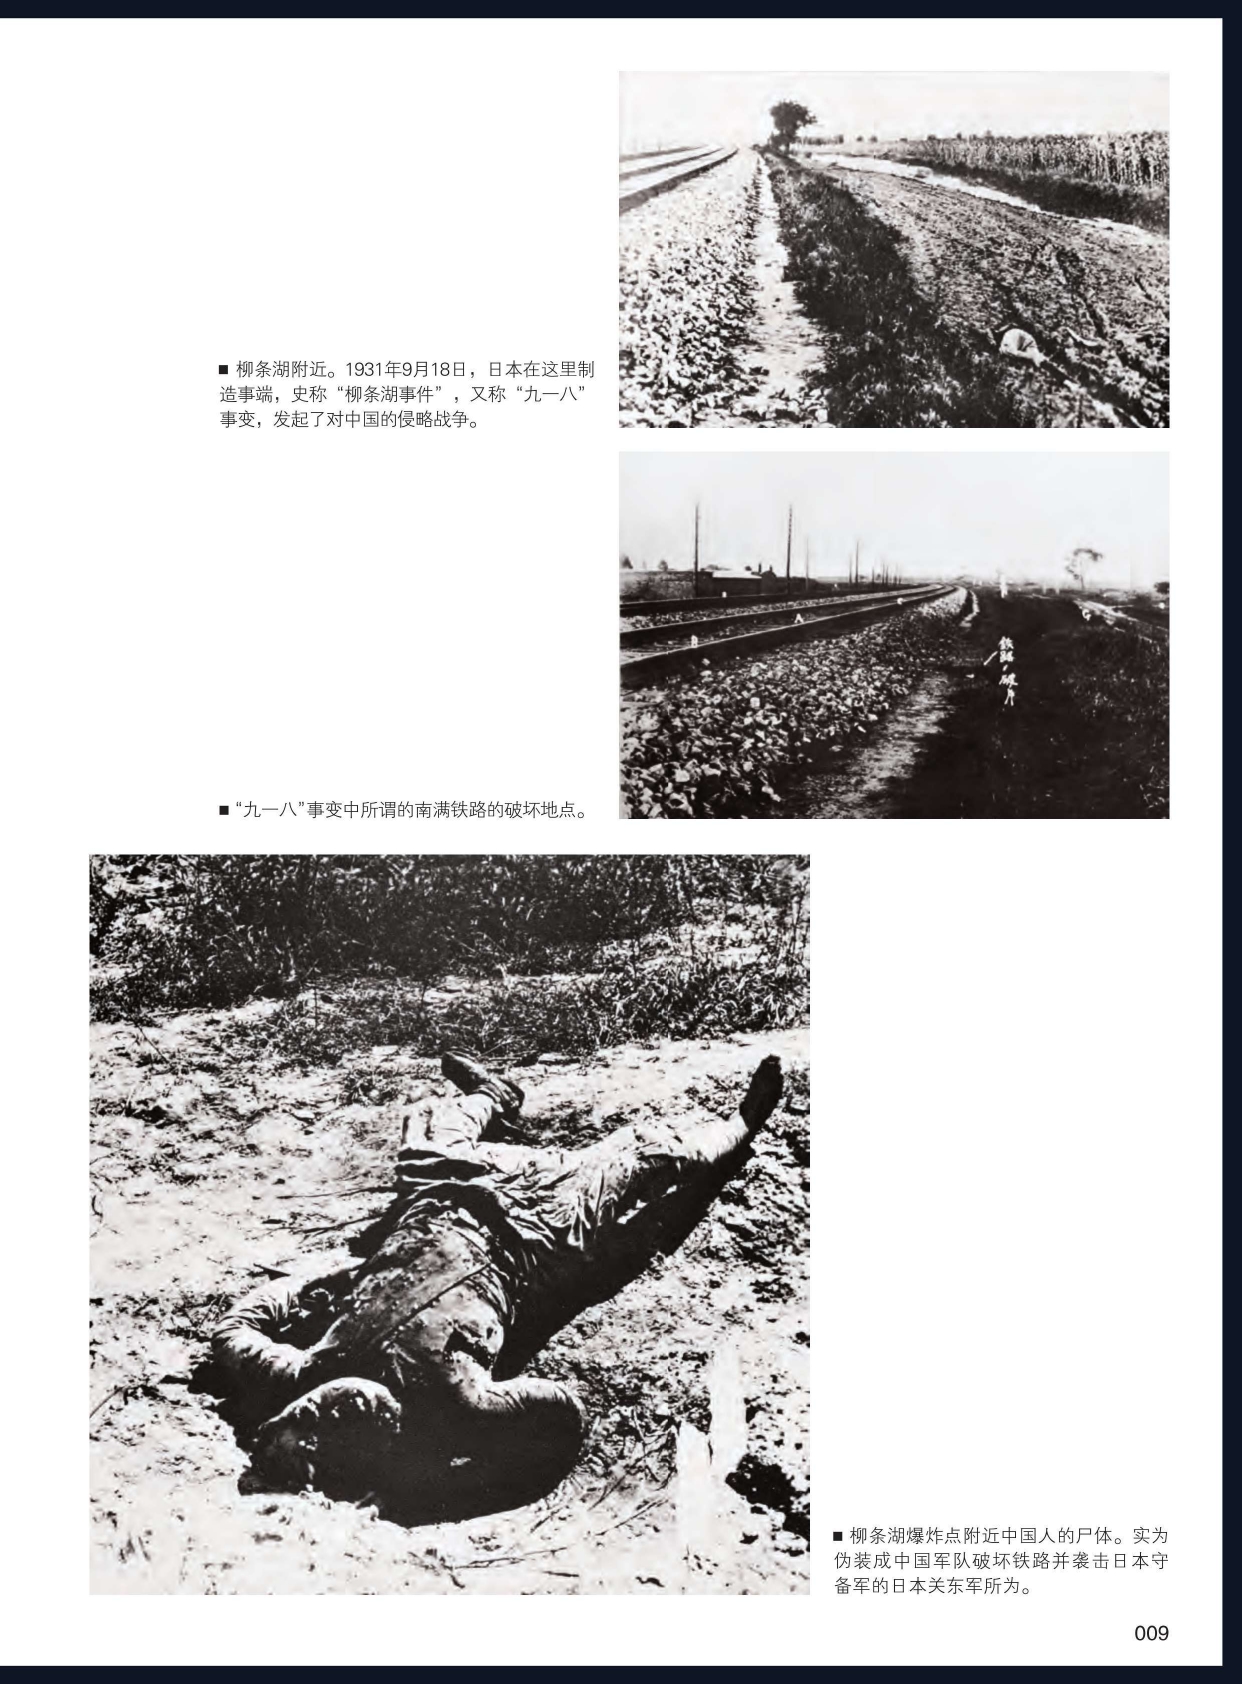 ■ 柳条湖附近。1931年9月18日，日本在这里制
造事端，史称“柳条湖事件”，又称“九一八”
事变，发起了对中国的侵略战争。
B
A
C
G
鉄路ノ破片
■“九一八”事变中所谓的南满铁路的破坏地点。
■ 柳条湖爆炸点附近中国人的尸体。实为
伪装成中国军队破坏铁路并袭击日本守
备军的日本关东军所为。
009